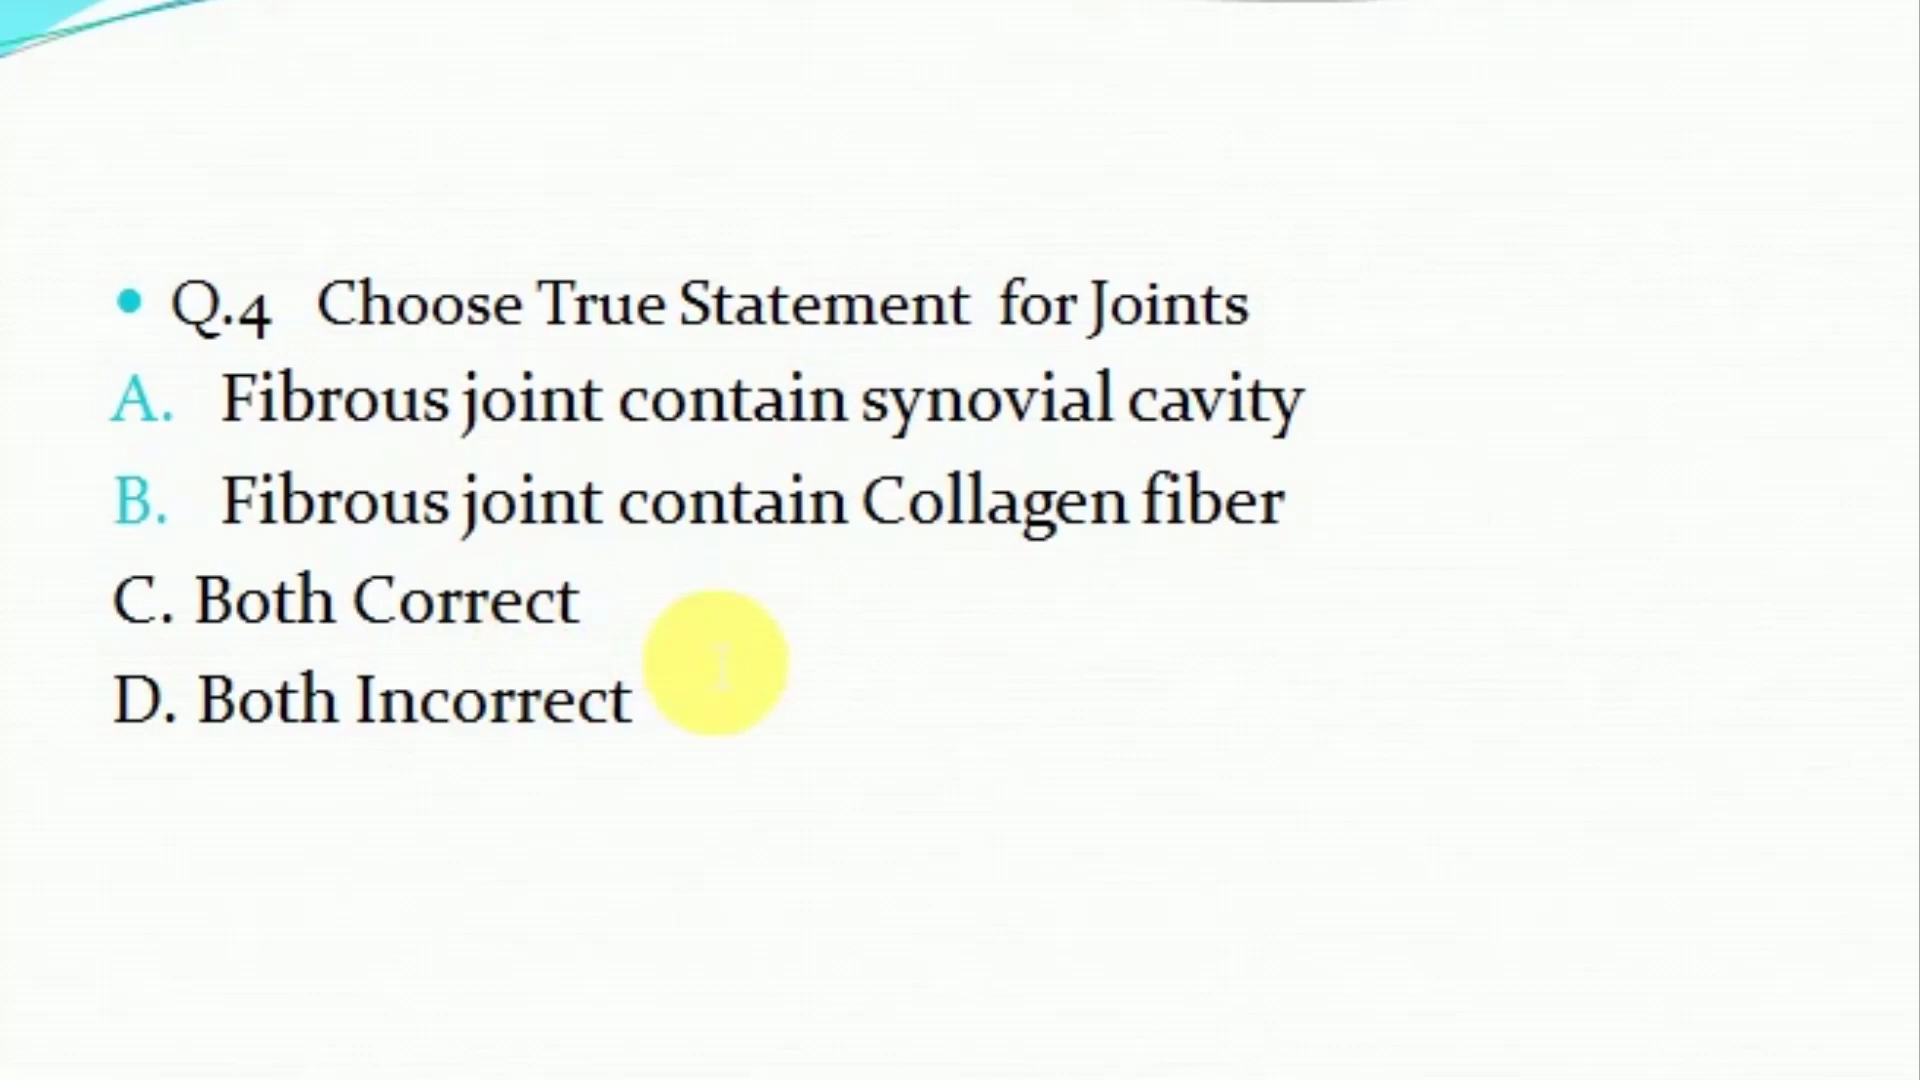 Q.4 Choose True Statement for Joints
A. Fibrous joint contain synovial cavity
B. Fibrous joint contain Collagen fiber
C. Both Correct
D. Both Incorrect